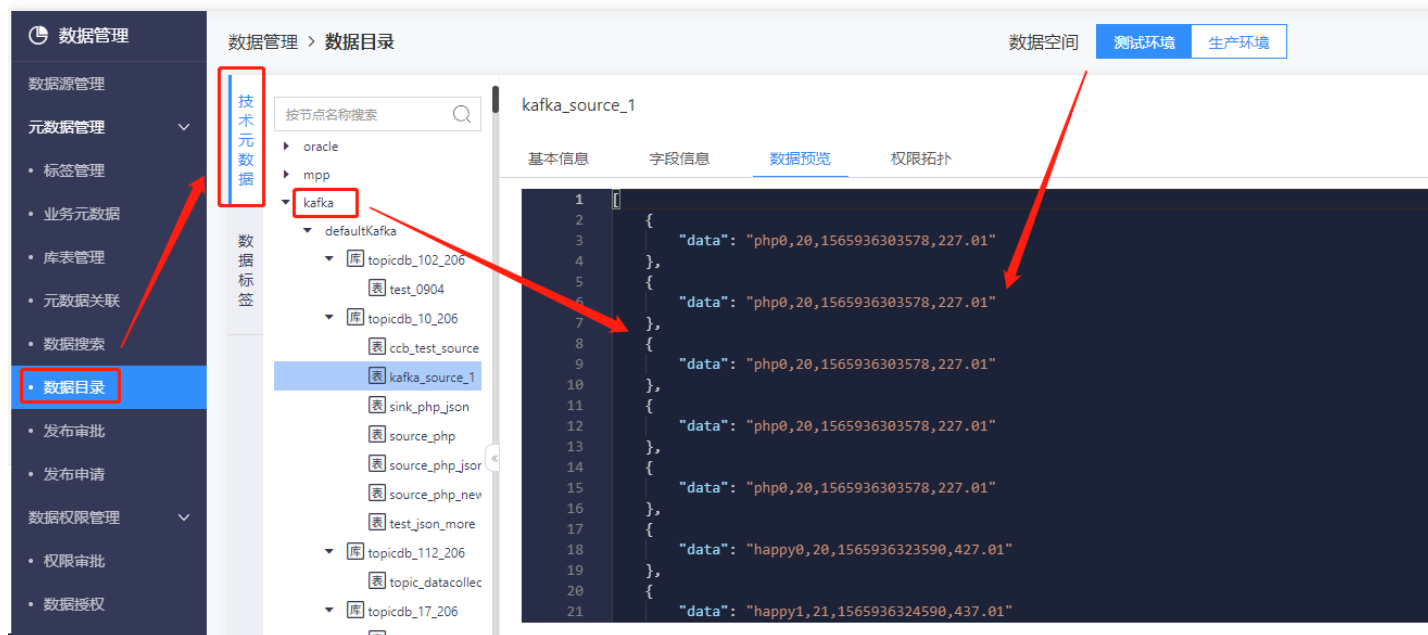 数据管理
数据源管理
元数据管理
• 标签管理
• 业务元数据
• 库表管理
• 元数据关联
• 数据搜索
• 数据目录
• 发布审批
• 发布申请
数据权限管理
• 权限审批
• 数据授权
数据管理 > 数据目录
数据空间 测试环境 生产环境
技术元数据
数据标签
按节点名称搜索
oracle
mpp
kafka
defaultKafka
库 topicdb_102_206
表 test_0904
库 topicdb_10_206
表 ccb_test_source
表 kafka_source_1
表 sink_php_json
表 source_php
表 source_php_jsor
表 source_php_new
表 test_json_more
库 topicdb_112_206
表 topic_datacollec
库 topicdb_17_206
kafka_source_1
基本信息 字段信息 数据预览 权限拓扑
1 [
2 {
3 "data": "php0,20,1565936303578,227.01"
4 },
5 {
6 "data": "php0,20,1565936303578,227.01"
7 },
8 {
9 "data": "php0,20,1565936303578,227.01"
10 },
11 {
12 "data": "php0,20,1565936303578,227.01"
13 },
14 {
15 "data": "php0,20,1565936303578,227.01"
16 },
17 {
18 "data": "happy0,20,1565936323590,427.01"
19 },
20 {
21 "data": "happy1,21,1565936324590,437.01"